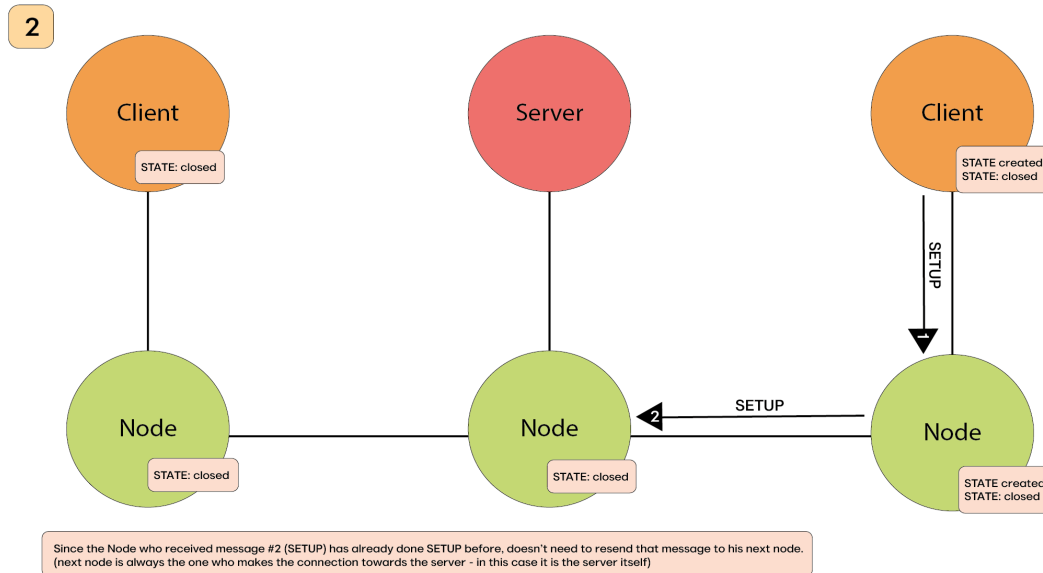 2
Client
STATE: closed
Server
Client
STATE created
STATE: closed
SETUP
1
Node
STATE: closed
Node
STATE: closed
2
SETUP
Node
STATE created
STATE: closed
Since the Node who received message #2 (SETUP) has already done SETUP before, doesn't need to resend that message to his next node.
(next node is always the one who makes the connection towards the server - in this case it is the server itself)